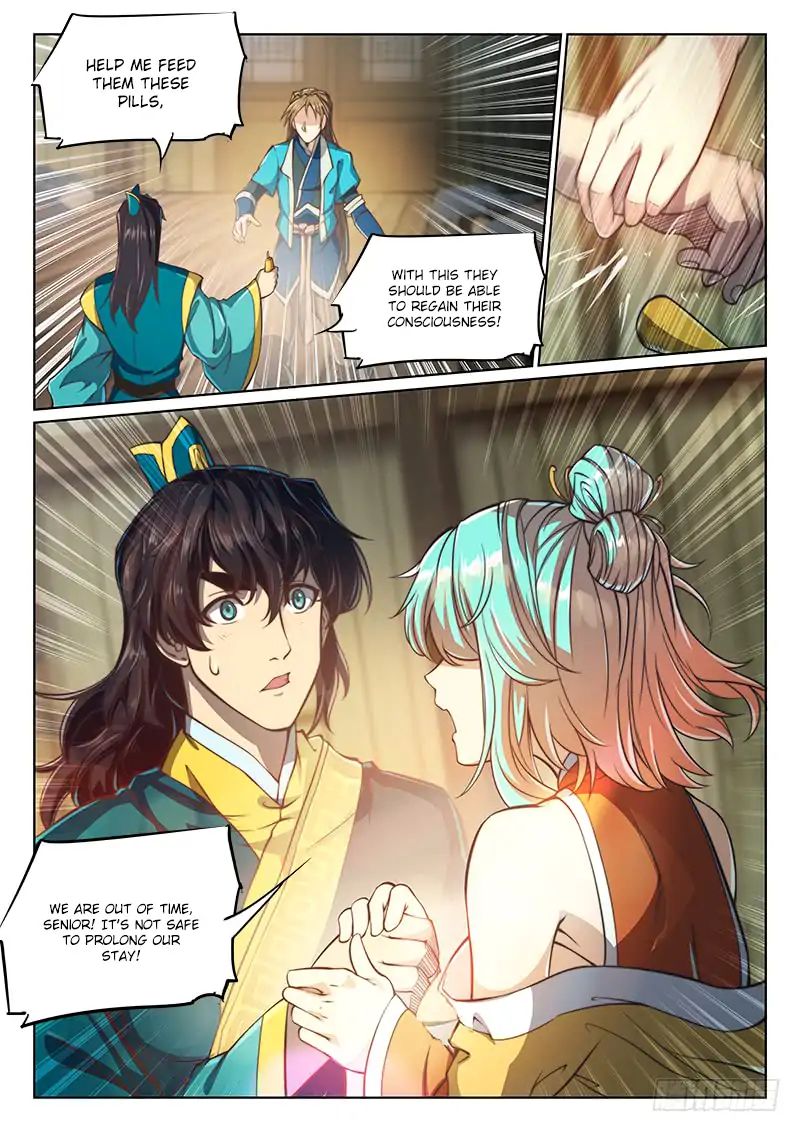 HELP ME FEED
THEM THESE
PILLS,
WITH THIS THEY
SHOULD BE ABLE
TO REGAIN THEIR
CONSCIOUSNESS!
WE ARE OUT OF TIME,
SENIOR! IT'S NOT SAFE
TO PROLONG OUR
STAY!